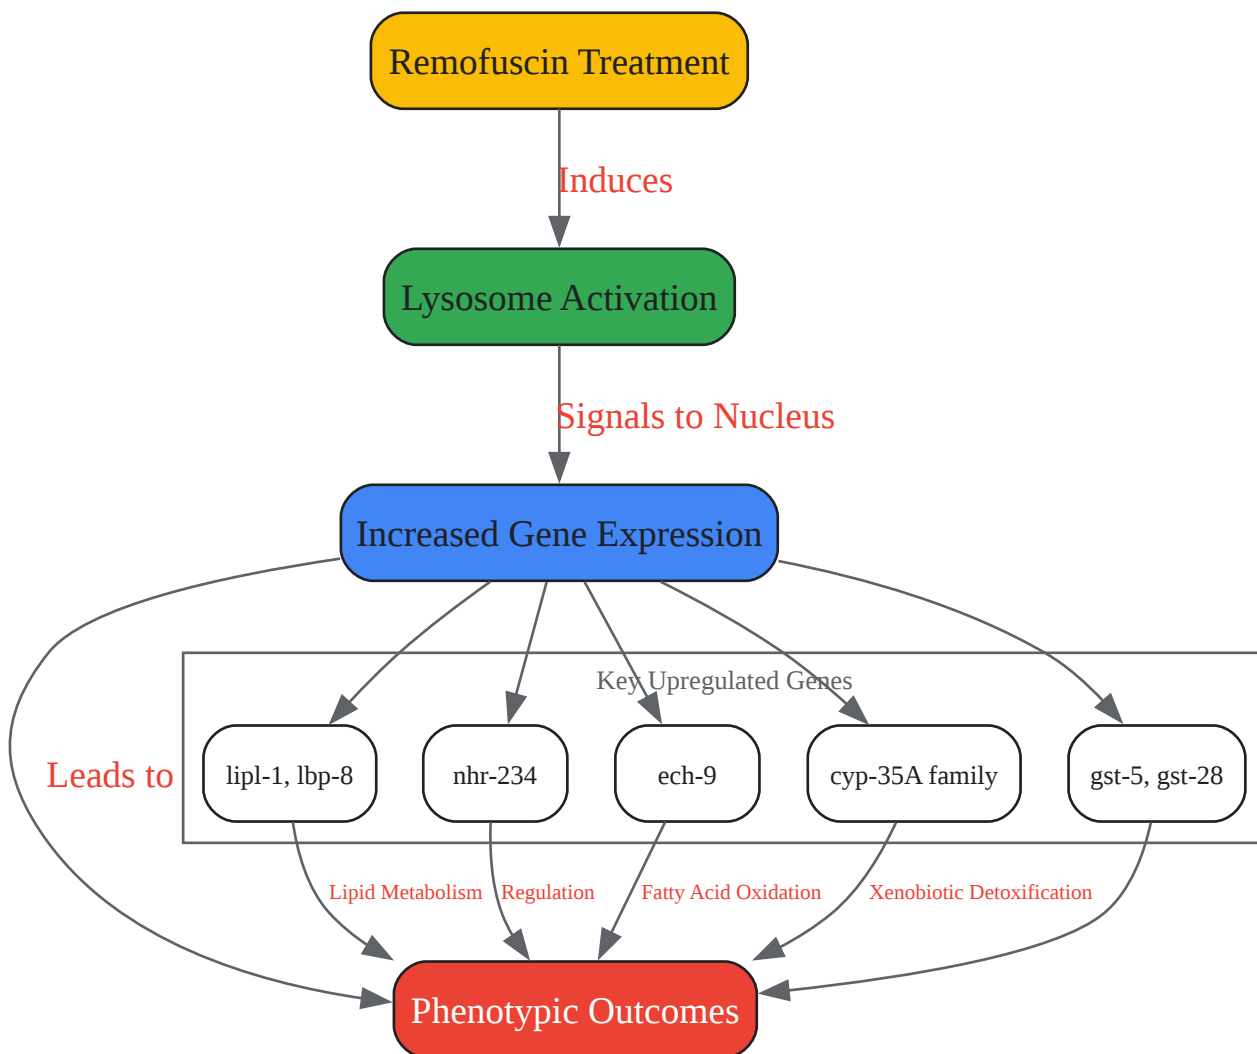 Remofuscin Treatment
Induces
Lysosome Activation
Signals to Nucleus
Increased Gene Expression
Key Upregulated Genes
Leads to
lipl-1, lbp-8
nhr-234
ech-9
cyp-35A family
gst-5, gst-28
Lipid Metabolism
Regulation
Fatty Acid Oxidation
Xenobiotic Detoxification
Phenotypic Outcomes